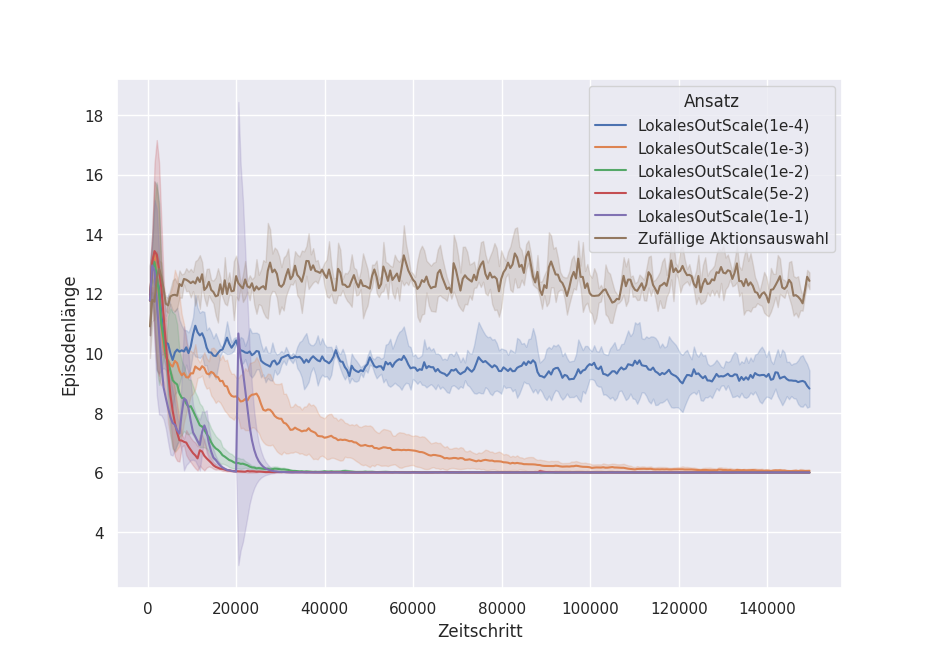 Ansatz
LokalesOutScale(1e-4)
LokalesOutScale(1e-3)
LokalesOutScale(1e-2)
LokalesOutScale(5e-2)
LokalesOutScale(1e-1)
Zufällige Aktionsauswahl
Episodenlänge
18
16
14
12
10
8
6
4
0 20000 40000 60000 80000 100000 120000 140000
Zeitschritt